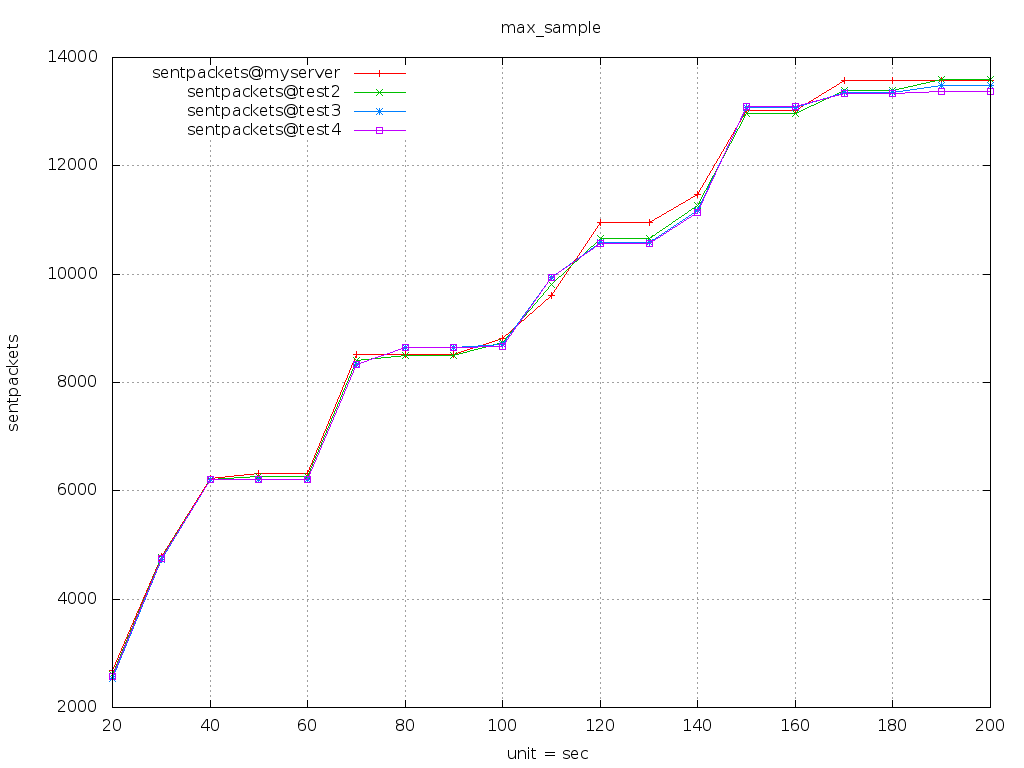 max_sample
14000
12000
10000
8000
6000
4000
2000
sentpackets
sentpackets@myserver
sentpackets@test2
sentpackets@test3
sentpackets@test4
20 40 60 80 100 120 140 160 180 200
unit = sec